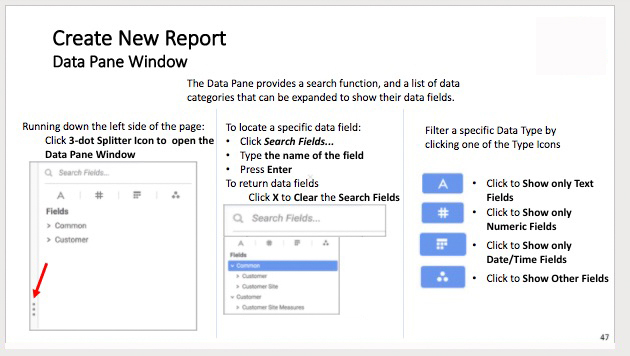 Create New Report
Data Pane Window
The Data Pane provides a search function, and a list of data
categories that can be expanded to show their data fields.
Running down the left side of the page:
Click 3-dot Splitter Icon to open the
Data Pane Window
Search Fields...
A
#
Fields
> Common
> Customer
To locate a specific data field:
• Click Search Fields...
• Type the name of the field
• Press Enter
To return data fields
Click X to Clear the Search Fields
Search Fields...
A
#
Fields
Common
> Customer
> Customer Site
Customer
> Customer Site Measures
Filter a specific Data Type by
clicking one of the Type Icons
A
• Click to Show only Text
Fields
#
• Click to Show only
Numeric Fields
• Click to Show only
Date/Time Fields
• Click to Show Other Fields
47